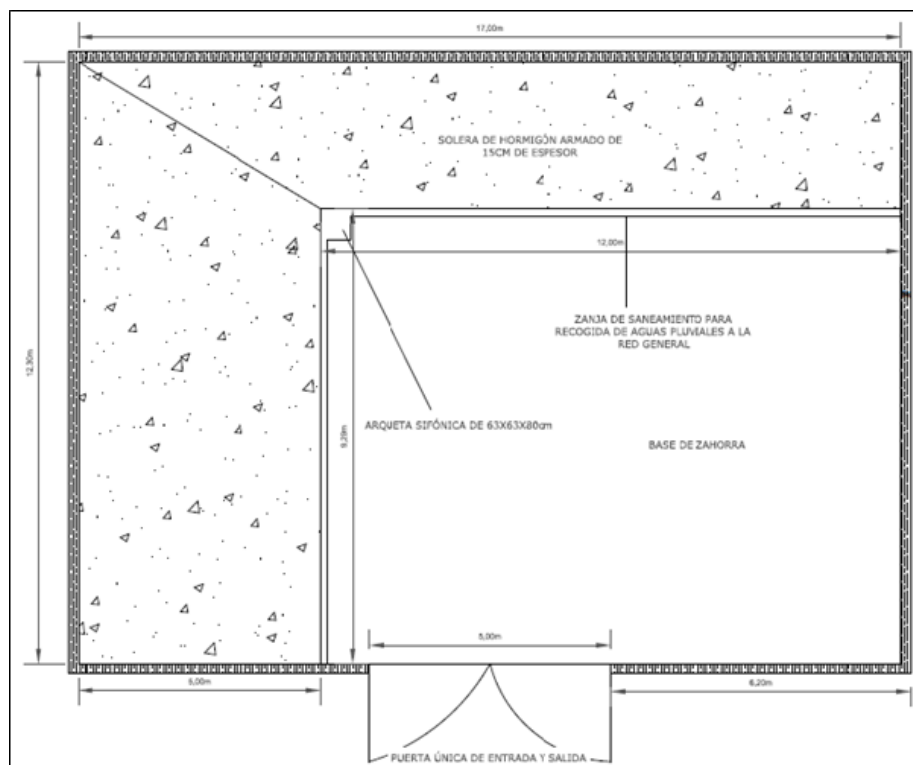 17,00m
SOLERA DE HORMIGÓN ARMADO DE
15CM DE ESPESOR
12,00m
ZANJA DE SANEAMIENTO PARA
RECOGIDA DE AGUAS PLUVIALES A LA
RED GENERAL
12,30m
ARQUETA SIFÓNICA DE 63X63X80cm
9,29m
BASE DE ZAHORRA
5,00m
5,00m
6,20m
PUERTA ÚNICA DE ENTRADA Y SALIDA